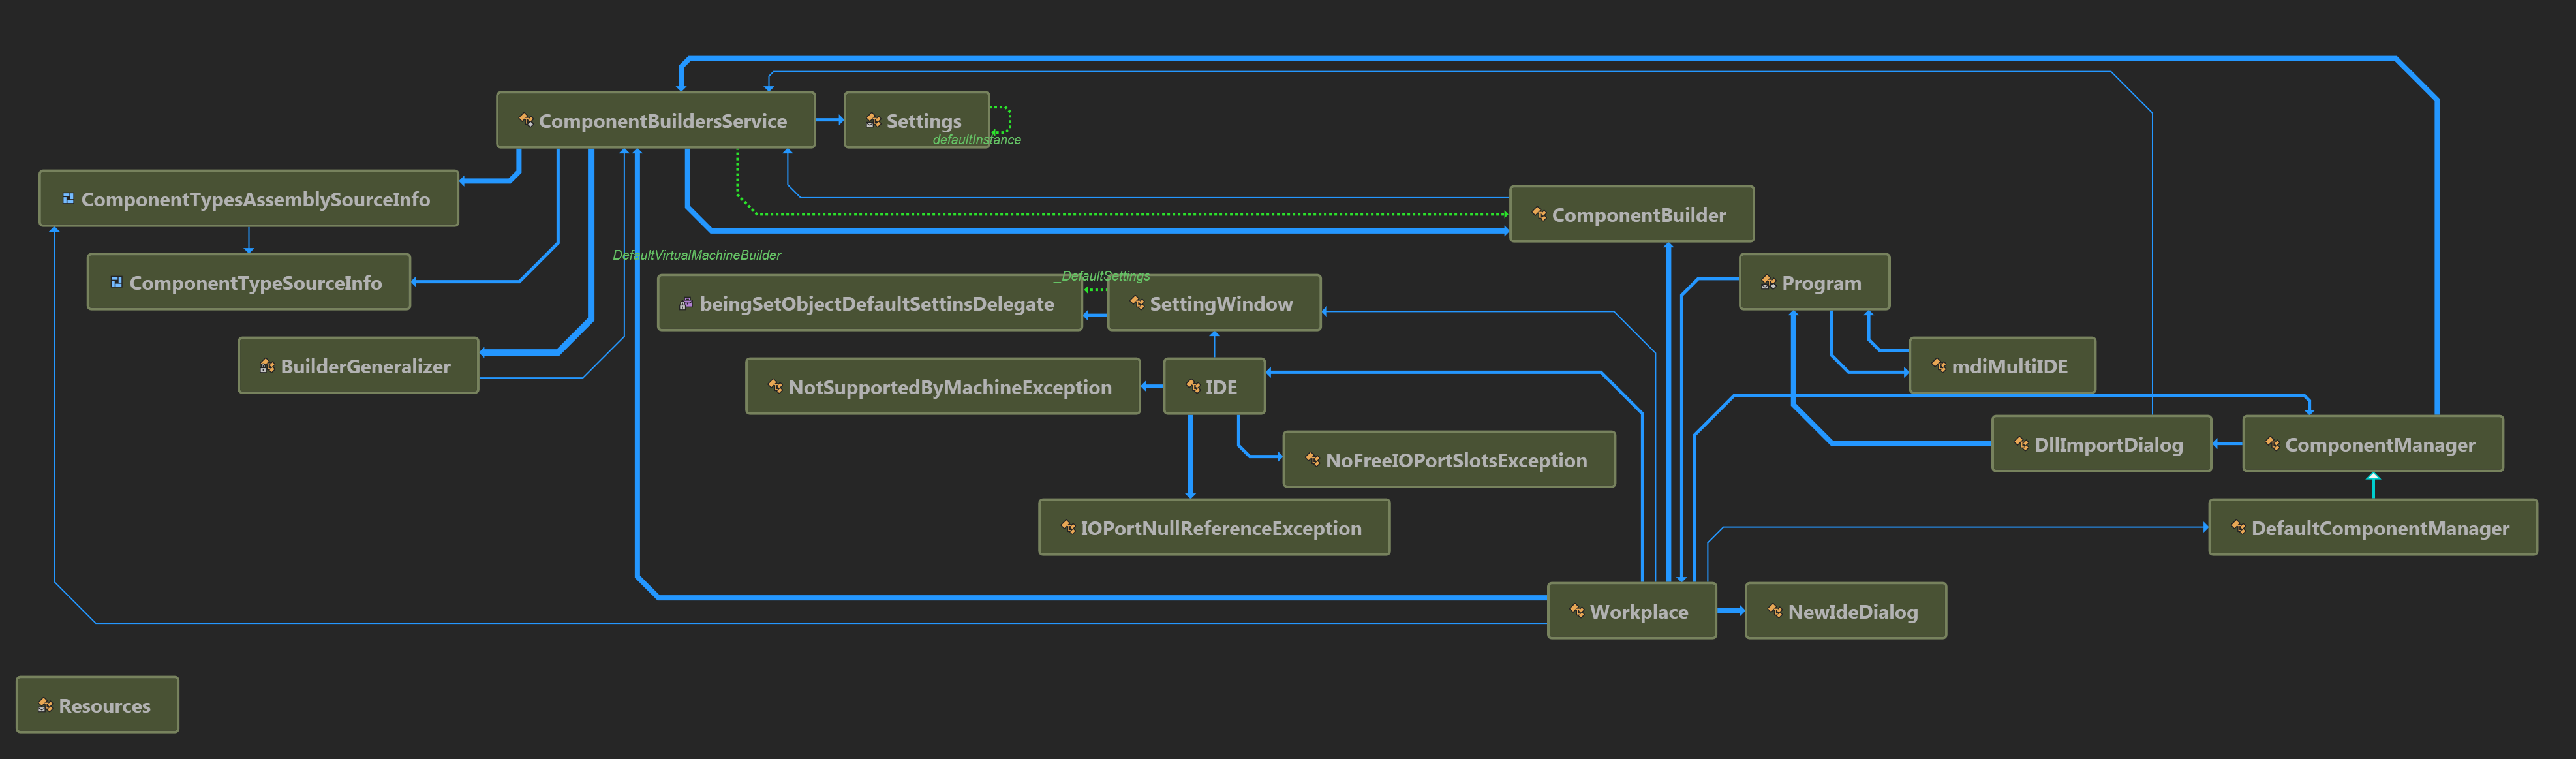 ComponentBuildersService
Settings
defaultInstance
ComponentTypesAssemblySourceInfo
ComponentBuilder
DefaultVirtualMachineBuilder
ComponentTypeSourceInfo
_DefaultSettings
beingSetObjectDefaultSettinsDelegate
SettingWindow
Program
BuilderGeneralizer
mdiMultiIDE
NotSupportedByMachineException
IDE
NoFreeIOPortSlotsException
DllImportDialog
ComponentManager
IOPortNullReferenceException
DefaultComponentManager
Workplace
NewIdeDialog
Resources